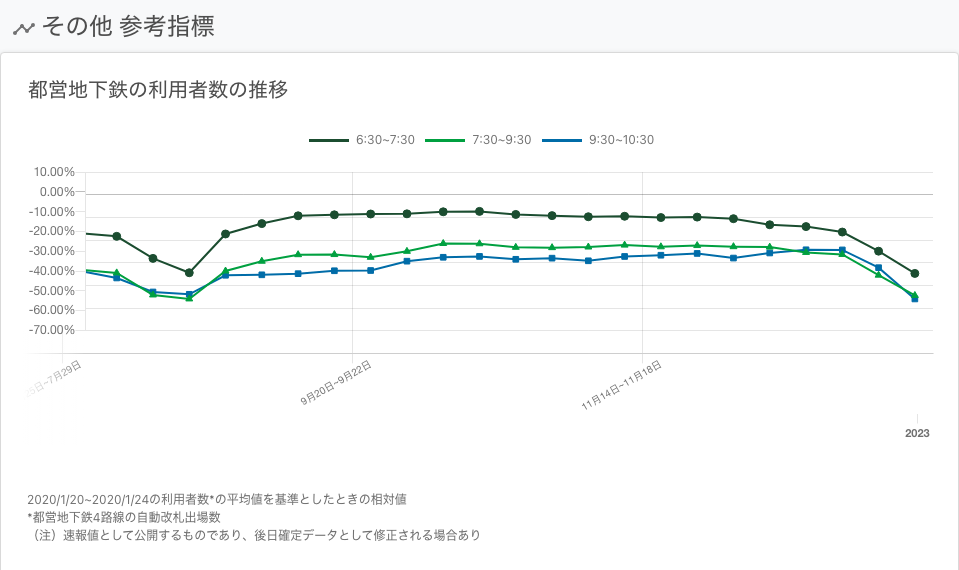 その他 参考指標
都営地下鉄の利用者数の推移
6:30~7:30 7:30~9:30 9:30~10:30
10.00%
0.00%
-10.00%
-20.00%
-30.00%
-40.00%
-50.00%
-60.00%
-70.00%
5日~7月29日 9月20日~9月22日 11月14日~11月18日
2023
2020/1/20~2020/1/24の利用者数*の平均値を基準としたときの相対値
*都営地下鉄4路線の自動改札出場数
（注）速報値として公開するものであり、後日確定データとして修正される場合あり